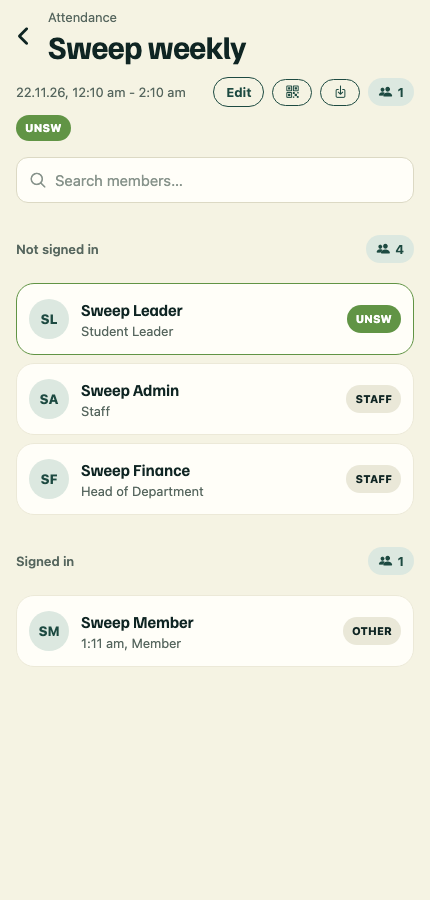 Attendance
Sweep weekly
22.11.26, 12:10 am - 2:10 am
Edit
1
UNSW
Search members...
Not signed in
4
SL
Sweep Leader
Student Leader
UNSW
SA
Sweep Admin
Staff
STAFF
SF
Sweep Finance
Head of Department
STAFF
Signed in
1
SM
Sweep Member
1:11 am, Member
OTHER